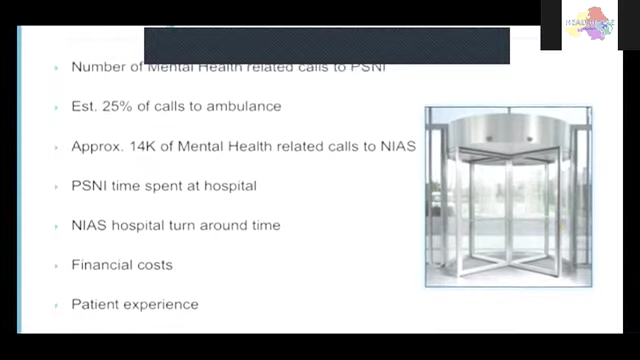 Number of Mental Health related calls to PSNI
Est. 25% of calls to ambulance
Approx. 14K of Mental Health related calls to NIAS
PSNI time spent at hospital
NIAS hospital turn around time
Financial costs
Patient experience